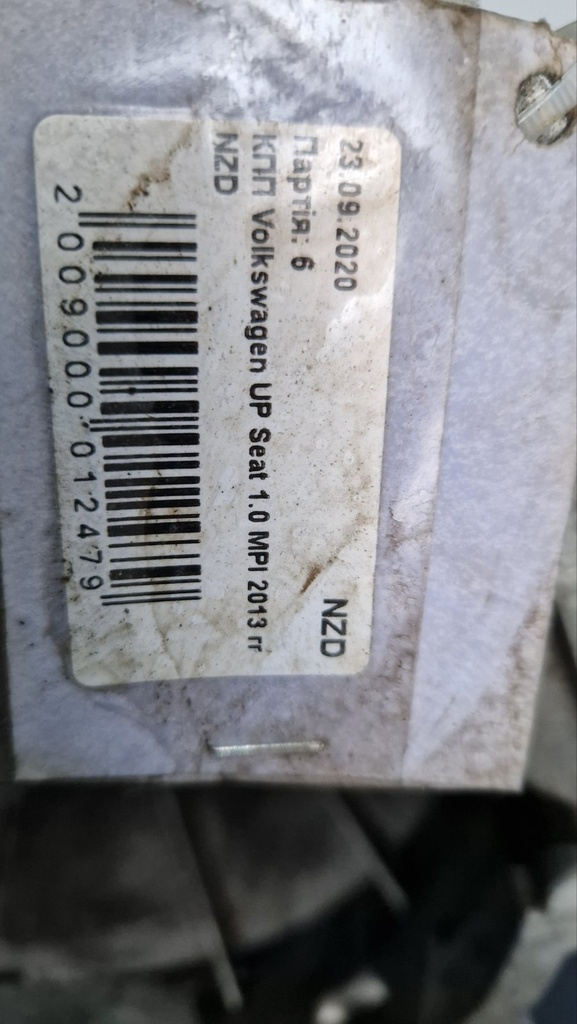 23.09.2020
NZD
Партія: 6
КПП Volkswagen UP Seat 1.0 MPI 2013 гг
NZD
2 009000 012479